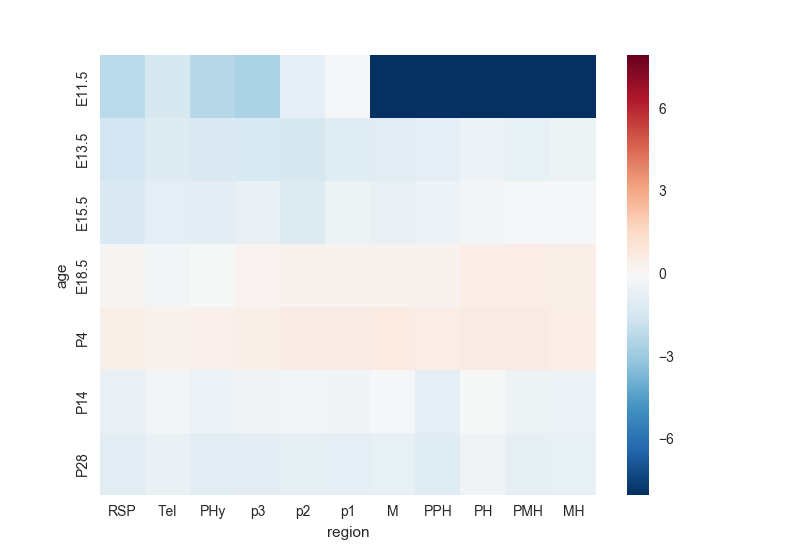 E11.5
E13.5
E15.5
E18.5
P4
P14
P28
age
RSP Tel PHy p3 p2 p1 M PPH PH PMH MH
region
6
3
0
−3
−6